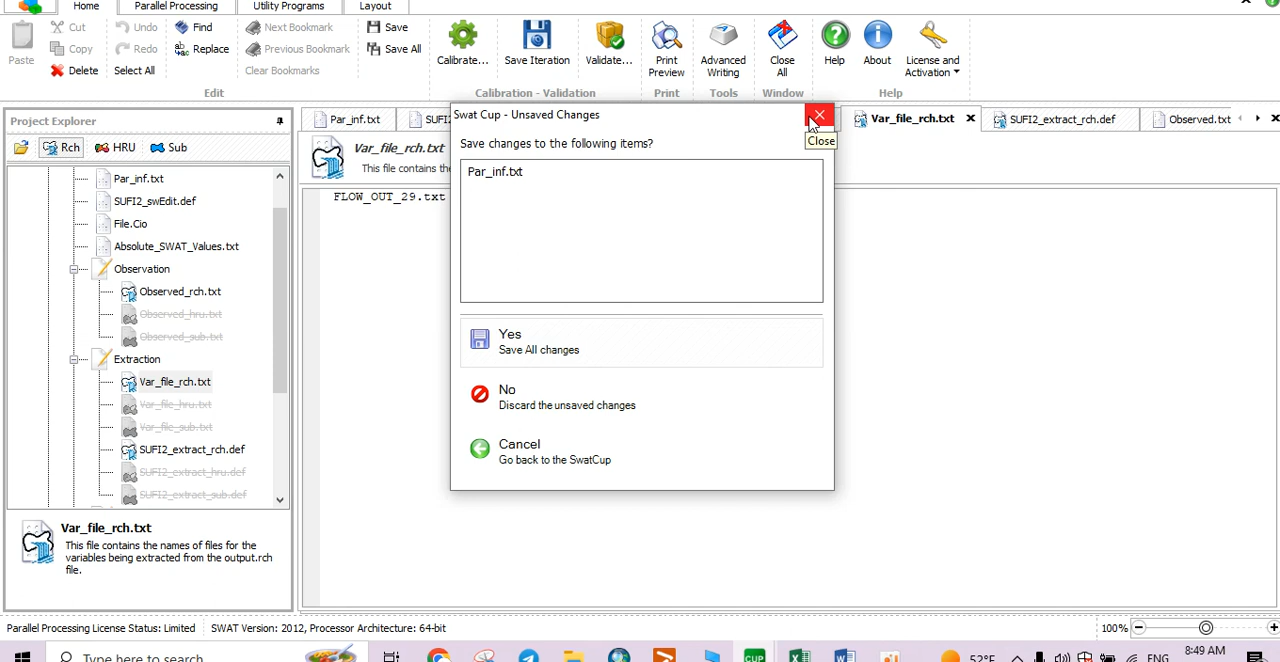 Home Parallel Processing Utility Programs Layout
Paste
Cut
Copy
Delete
Undo
Redo
Select All
Find
Replace
Next Bookmark
Previous Bookmark
Clear Bookmarks
Save
Save All
Calibrate...
Save Iteration
Validate...
Print Preview
Advanced Writing
Close All
Help
About
License and Activation
Edit Calibration - Validation Print Tools Window Help
Project Explorer
Rch HRU Sub
Par_inf.txt
SUFI2_swEdit.def
File.Cio
Absolute_SWAT_Values.txt
Observation
Observed_rch.txt
Observed_hru.txt
Observed_sub.txt
Extraction
Var_file_rch.txt
Var_file_hru.txt
Var_file_sub.txt
SUFI2_extract_rch.def
SUFI2_extract_hru.def
SUFI2_extract_sub.def
Var_file_rch.txt
This file contains the names of files for the
variables being extracted from the output.rch
file.
Par_inf.txt Var_file_rch.txt SUFI2_extract_rch.def Observed.txt
Var_file_rch.txt
This file contains the
FLOW_OUT_29.txt
Swat Cup - Unsaved Changes
Close
Save changes to the following items?
Par_inf.txt
Yes
Save All changes
No
Discard the unsaved changes
Cancel
Go back to the SwatCup
Parallel Processing License Status: Limited SWAT Version: 2012, Processor Architecture: 64-bit
100%
Type here to search
CUP
52°F
ENG
8:49 AM